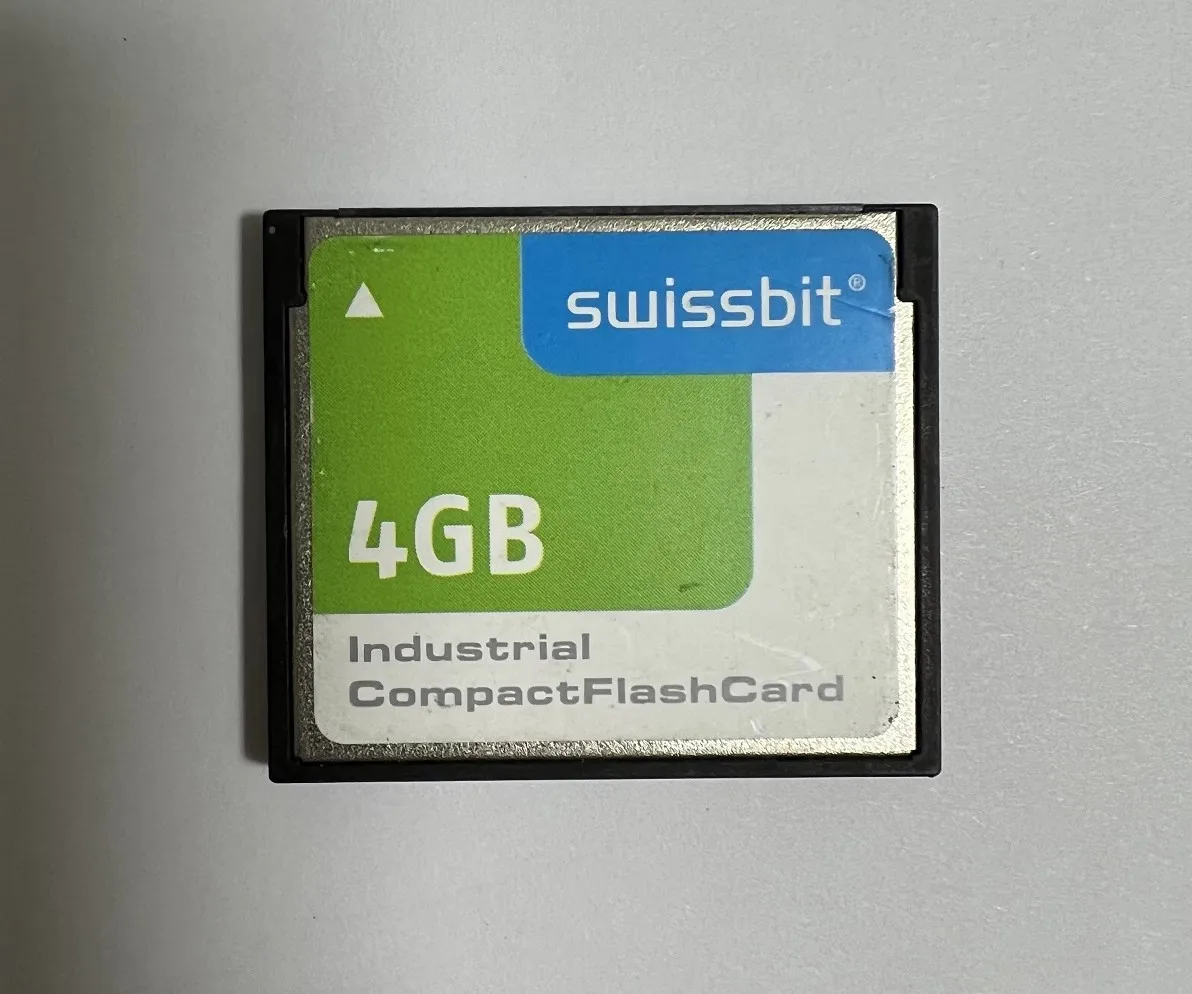 swissbit®
4GB
Industrial
CompactFlashCard